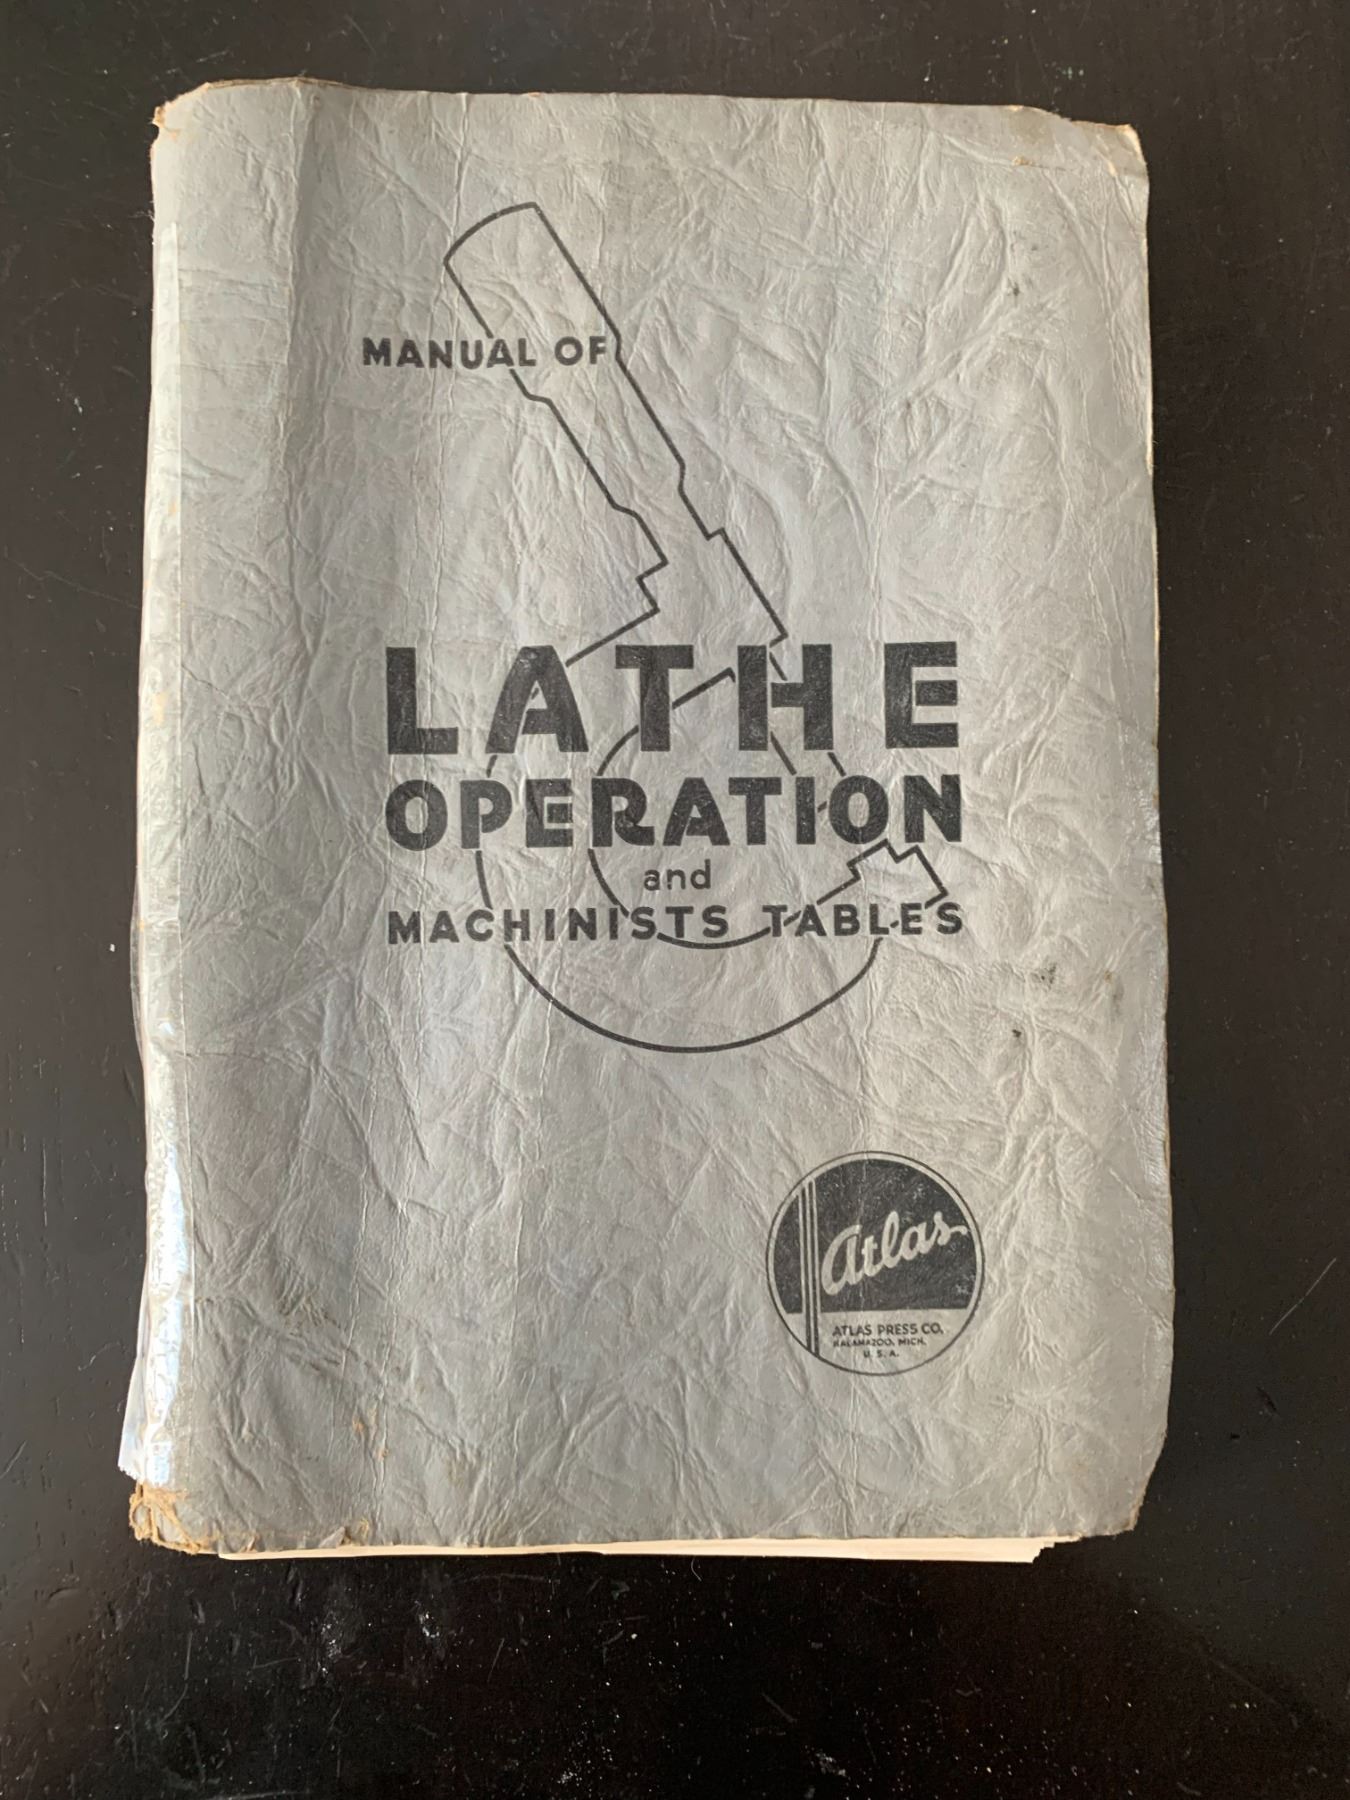 MANUAL OF
LATHE
OPERATION
and
MACHINISTS TABLES
Atlas
ATLAS PRESS CO.
KALAMAZOO, MICH.
U. S. A.